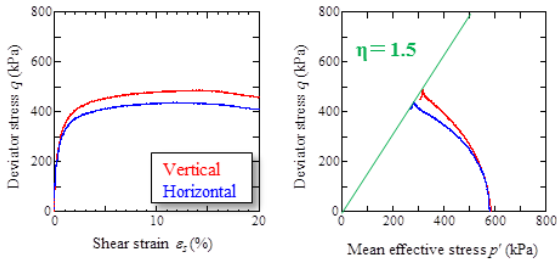 800
600
400
200
0
Deviator stress q (kPa)
0
10
20
Shear strain εs (%)
Vertical
Horizontal
800
600
400
200
0
Deviator stress q (kPa)
0
200
400
600
800
Mean effective stress p' (kPa)
η＝1.5